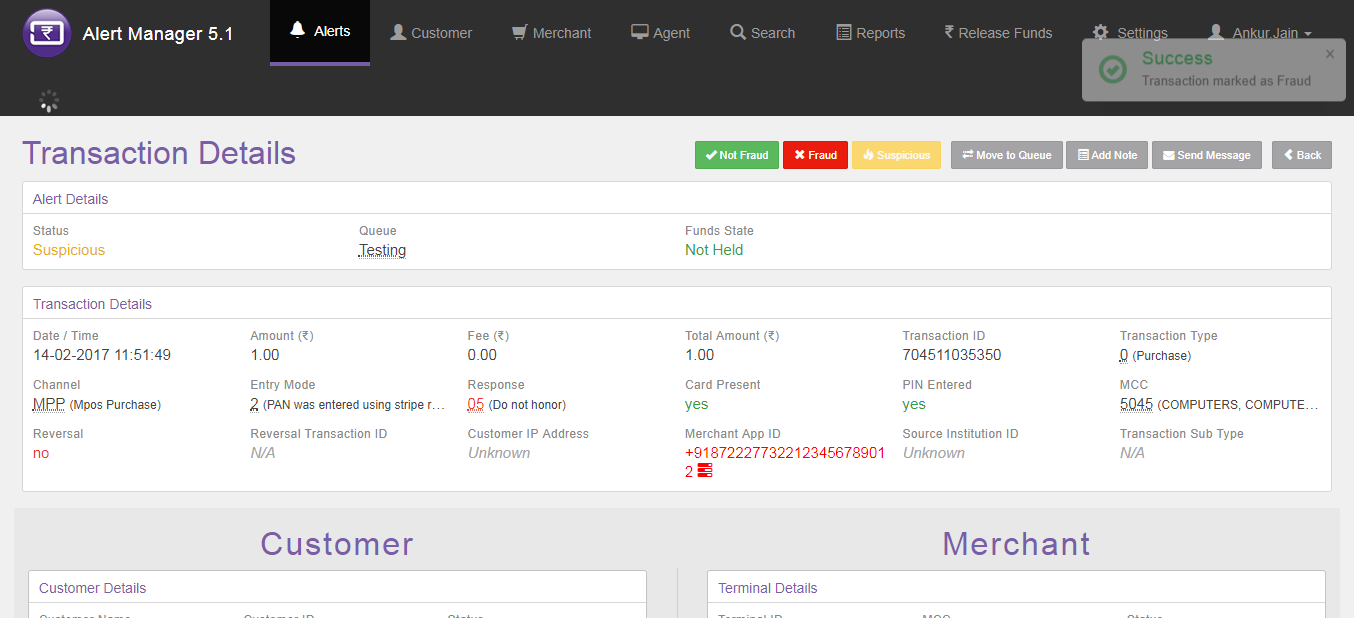 Alert Manager 5.1
Alerts Customer Merchant Agent Search Reports ₹ Release Funds Settings Ankur.Jain
Success ×
Transaction marked as Fraud
Transaction Details
Not Fraud Fraud Suspicious Move to Queue Add Note Send Message Back
Alert Details
Status Queue Funds State
Suspicious Testing Not Held
Transaction Details
Date / Time Amount (₹) Fee (₹) Total Amount (₹) Transaction ID Transaction Type
14-02-2017 11:51:49 1.00 0.00 1.00 704511035350 0 (Purchase)
Channel Entry Mode Response Card Present PIN Entered MCC
MPP (Mpos Purchase) 2 (PAN was entered using stripe r… 05 (Do not honor) yes yes 5045 (COMPUTERS, COMPUTE…
Reversal Reversal Transaction ID Customer IP Address Merchant App ID Source Institution ID Transaction Sub Type
no N/A Unknown +91872227732212345678901 Unknown N/A
2
Customer Merchant
Customer Details Terminal Details
Customer Name Customer ID Status Terminal ID MCC Status